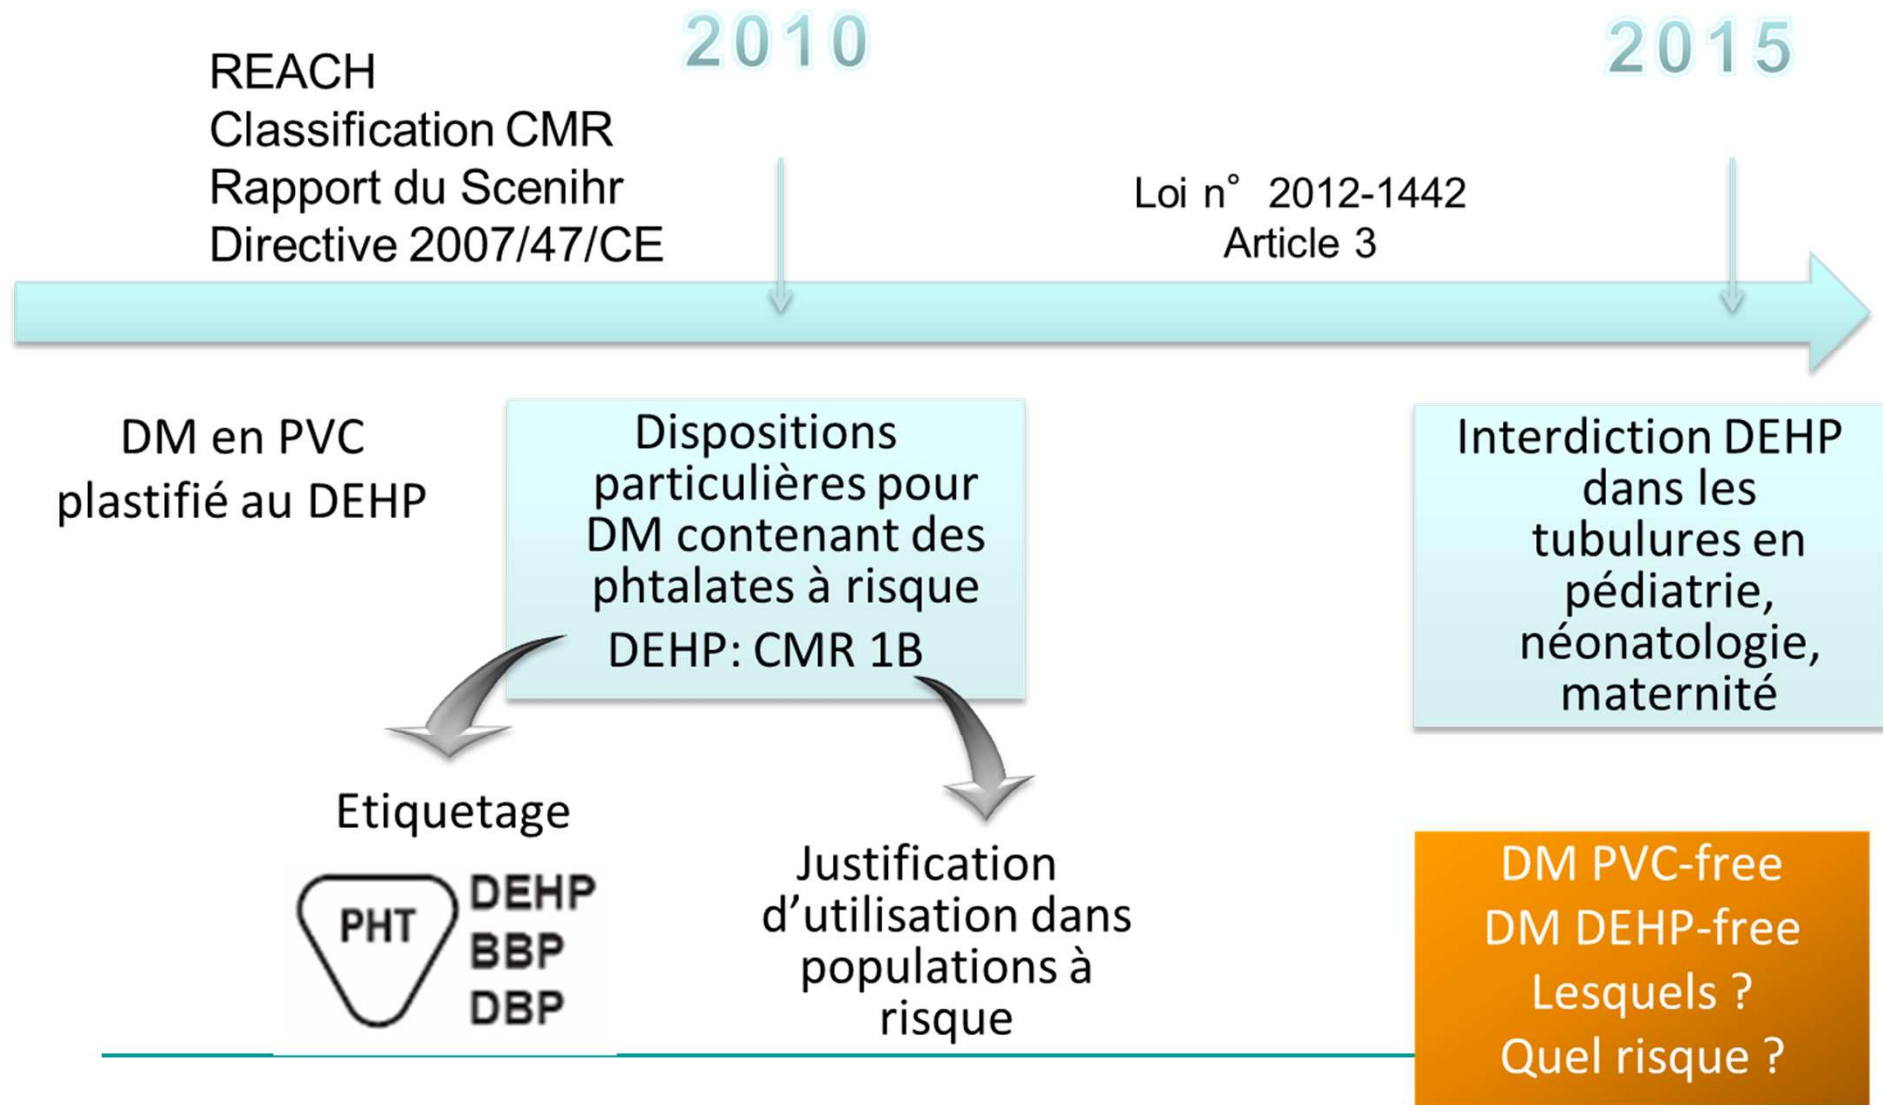 2010
2015
REACH
Classification CMR
Rapport du Scenihr
Directive 2007/47/CE
Loi n° 2012-1442
Article 3
DM en PVC
plastifié au DEHP
Dispositions
particulières pour
DM contenant des
phtalates à risque
DEHP: CMR 1B
Interdiction DEHP
dans les
tubulures en
pédiatrie,
néonatologie,
maternité
Etiquetage
PHT
DEHP
BBP
DBP
Justification
d’utilisation dans
populations à
risque
DM PVC-free
DM DEHP-free
Lesquels ?
Quel risque ?